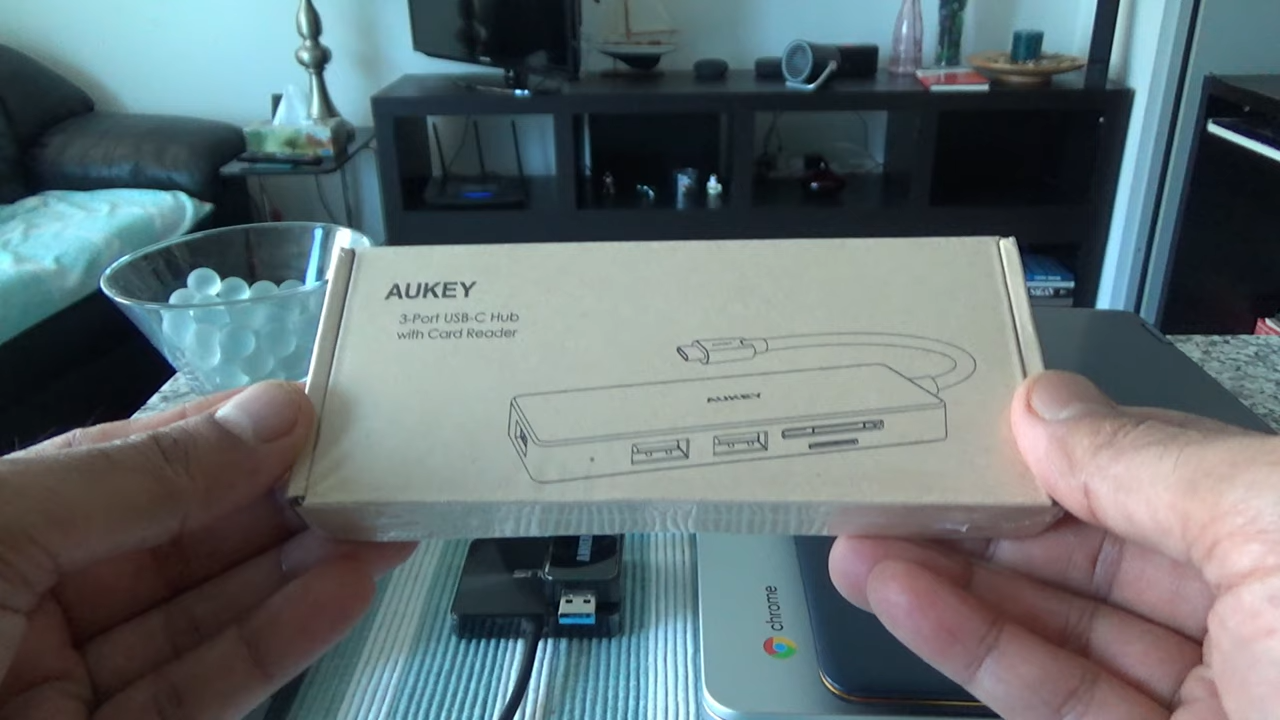 AUKEY
3-Port USB-C Hub
with Card Reader
AUKEY
chrome